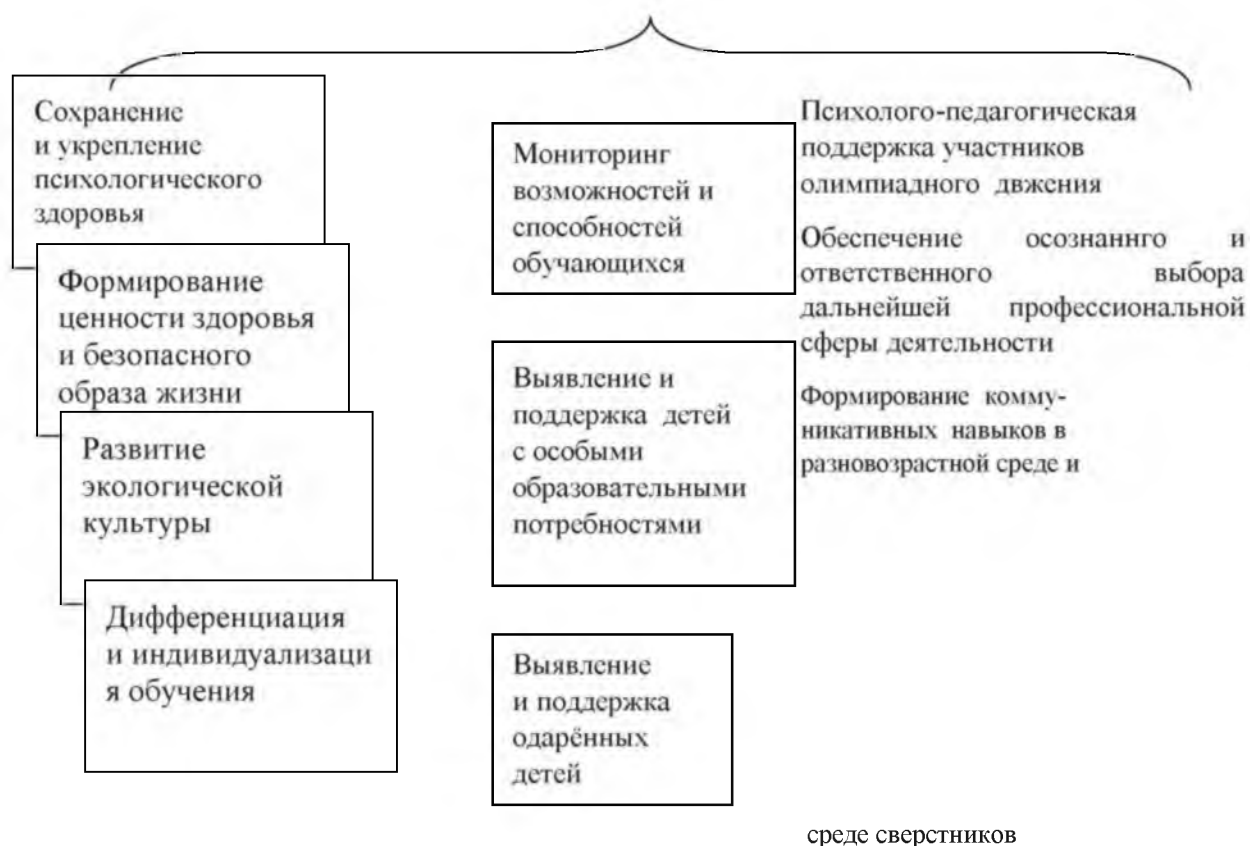 Сохранение
и укрепление
психологического
здоровья
Формирование
ценности здоровья
и безопасного
образа жизни
Развитие
экологической
культуры
Дифференциация
и индивидуализаци
я обучения
Мониторинг
возможностей и
способностей
обучающихся
Выявление и
поддержка детей
с особыми
образовательными
потребностями
Выявление
и поддержка
одарённых
детей
Психолого-педагогическая
поддержка участников
олимпиадного двжения
Обеспечение осознаннго и
ответственного выбора
дальнейшей профессиональной
сферы деятельности
Формирование комму-
никативных навыков в
разновозрастной среде и
среде сверстников